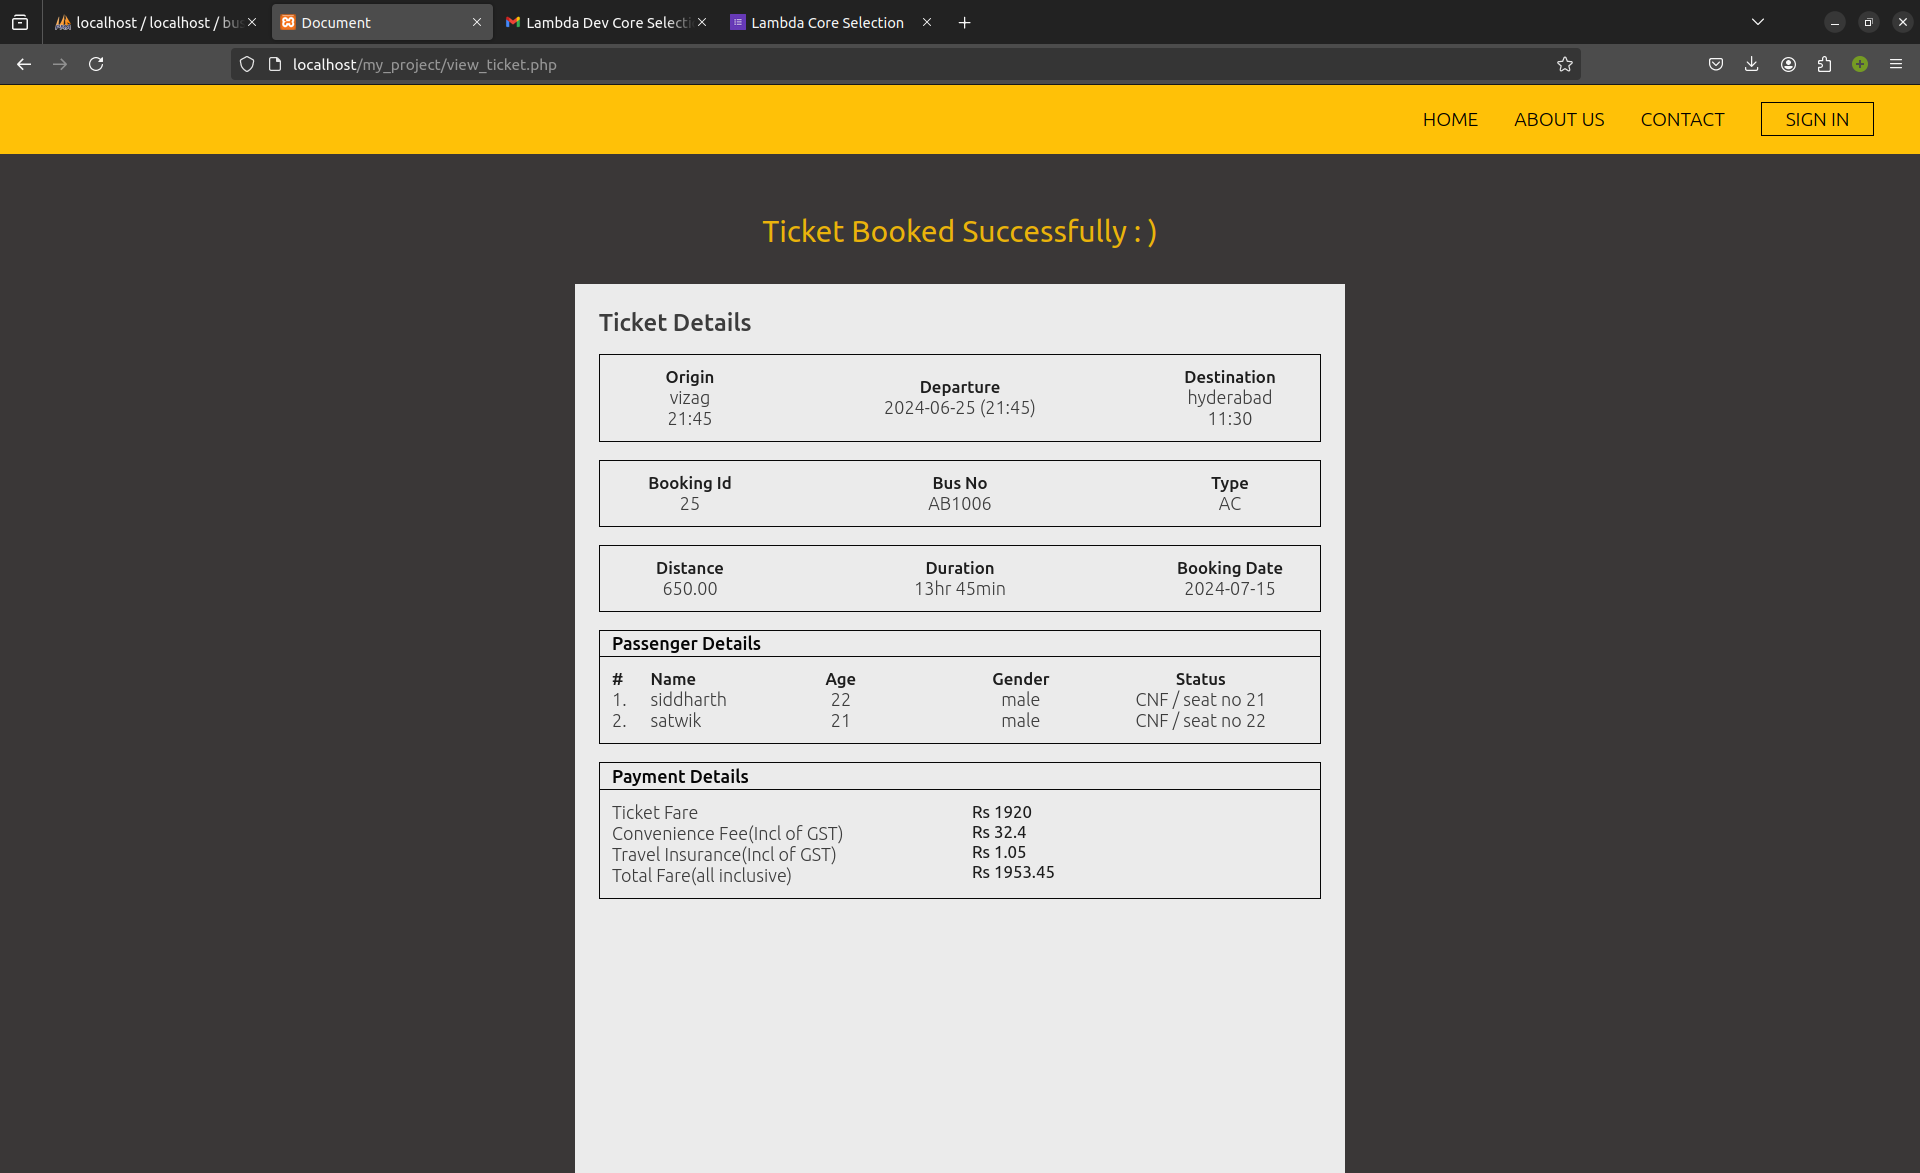 localhost / localhost / bu
Document
Lambda Dev Core Selecti
Lambda Core Selection
localhost/my_project/view_ticket.php
HOME ABOUT US CONTACT SIGN IN
Ticket Booked Successfully : )
Ticket Details
Origin Departure Destination
vizag 2024-06-25 (21:45) hyderabad
21:45 11:30
Booking Id Bus No Type
25 AB1006 AC
Distance Duration Booking Date
650.00 13hr 45min 2024-07-15
Passenger Details
# Name Age Gender Status
1. siddharth 22 male CNF / seat no 21
2. satwik 21 male CNF / seat no 22
Payment Details
Ticket Fare Rs 1920
Convenience Fee(Incl of GST) Rs 32.4
Travel Insurance(Incl of GST) Rs 1.05
Total Fare(all inclusive) Rs 1953.45